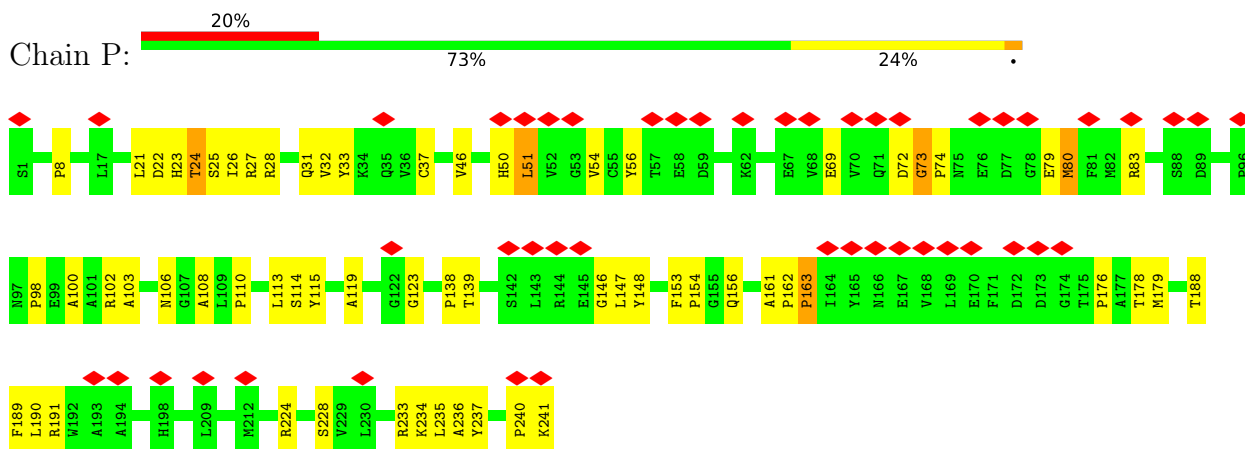 20%
Chain P:
73% 24% •
S1 P8 L17 L21 D22 H23 T24 S25 I26 R27 R28 Q31 V32 Y33 K34 Q35 V36 C37 V46 H50 L51 V52 G53 V54 C55 Y56 T57 E58 D59 K62 E67 V68 E69 V70 Q71 D72 G73 P74 N75 E76 D77 G78 E79 M80 F81 M82 R83 S88 D89
N97 P98 E99 A100 A101 R102 A103 N106 G107 A108 L109 P110 L113 S114 Y115 A119 G122 G123 P138 T139 S142 L143 R144 E145 G146 L147 Y148 F153 P154 G155 Q156 A161 P162 P163 I164 Y165 N166 E167 V168 L169 E170 F171 D172 D173 G174 T175 P176 A177 T178 M179 T188
F189 L190 R191 W192 A193 A194 H198 L209 M212 R224 S228 V229 L230 R233 K234 L235 A236 Y237 P240 K241